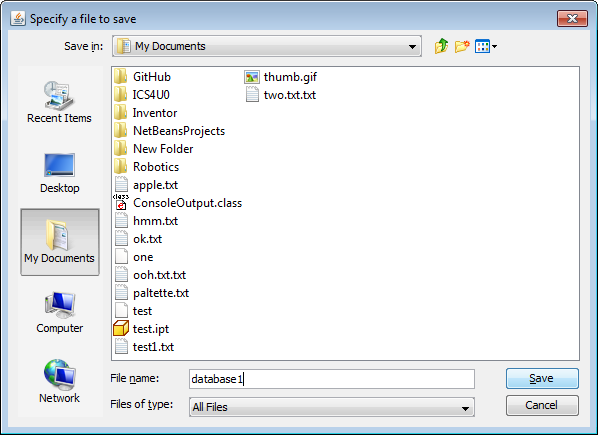 Specify a file to save
Save in:
My Documents
Recent Items
Desktop
My Documents
Computer
Network
GitHub
ICS4U0
Inventor
NetBeansProjects
New Folder
Robotics
apple.txt
ConsoleOutput.class
hmm.txt
ok.txt
one
ooh.txt.txt
paltette.txt
test
test.ipt
test1.txt
thumb.gif
two.txt.txt
File name:
database1
Save
Files of type:
All Files
Cancel